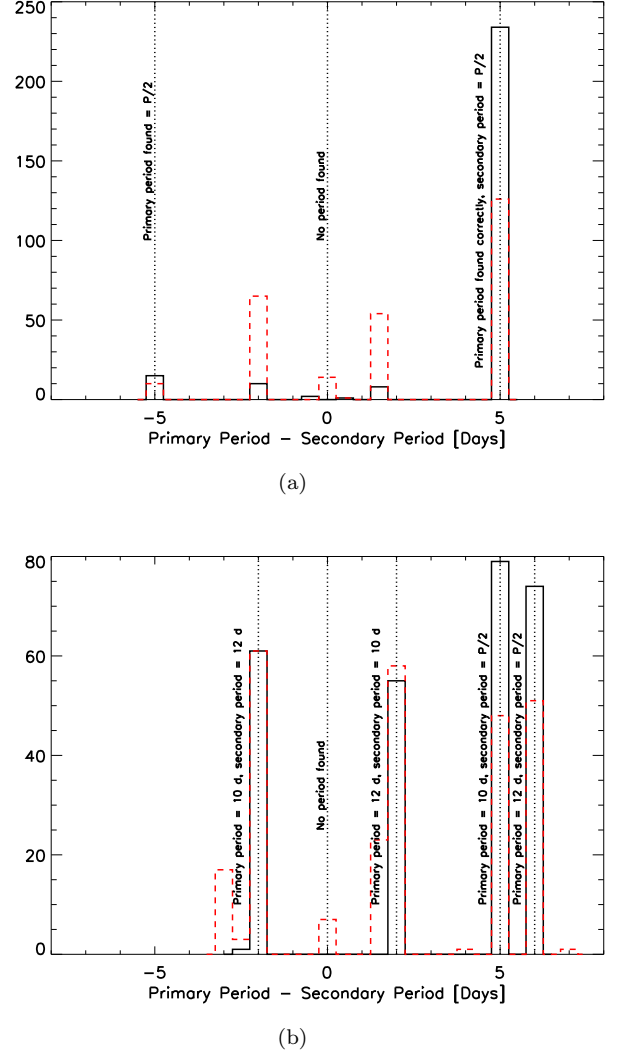 250
200
150
100
50
0
Primary period found = P/2
No period found
Primary period found correctly, secondary period = P/2
-5
0
5
Primary Period – Secondary Period [Days]
(a)
80
60
40
20
0
Primary period = 10 d, secondary period = 12 d
No period found
Primary period = 12 d, secondary period = 10 d
Primary period = 10 d, secondary period = P/2
Primary period = 12 d, secondary period = P/2
-5
0
5
Primary Period – Secondary Period [Days]
(b)